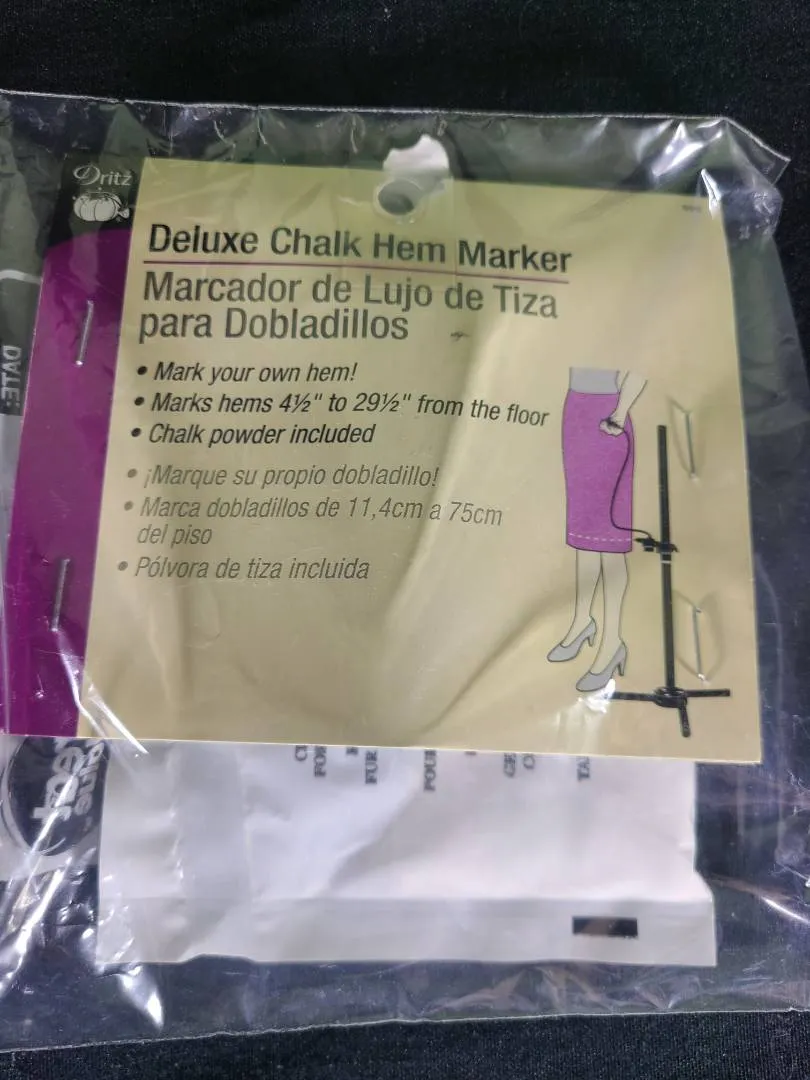 Dritz
Deluxe Chalk Hem Marker
Marcador de Lujo de Tiza
para Dobladillos
• Mark your own hem!
• Marks hems 4½" to 29½" from the floor
• Chalk powder included
• ¡Marque su propio dobladillo!
• Marca dobladillos de 11,4cm a 75cm
del piso
• Pólvora de tiza incluida
DATE: